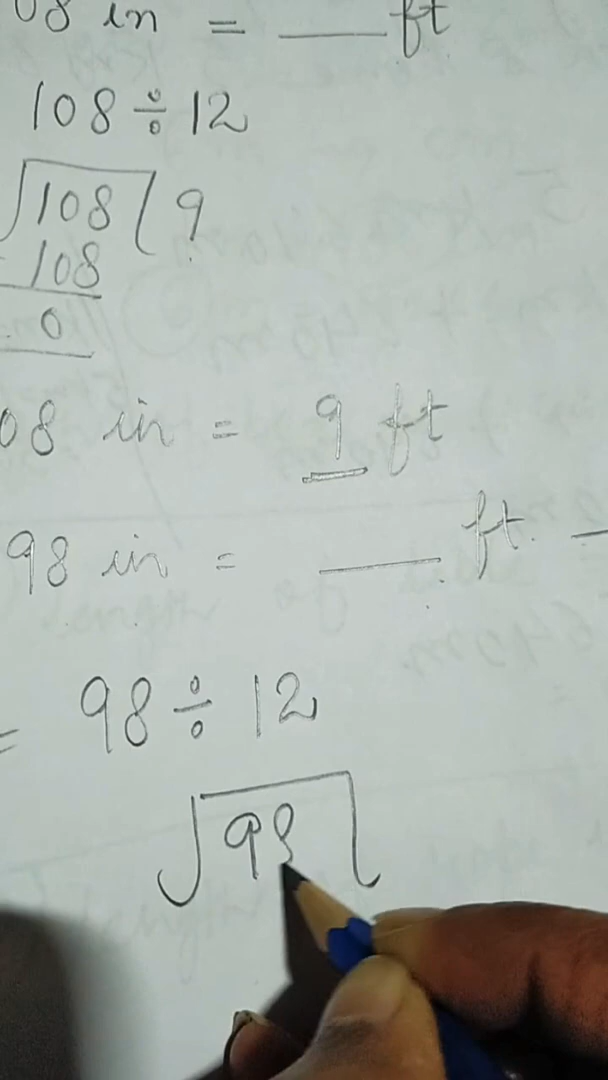 08 in = ___ ft
108 ÷ 12
108 9
108
0
08 in = 9 ft
98 in = ___ ft. —
= 98 ÷ 12
98